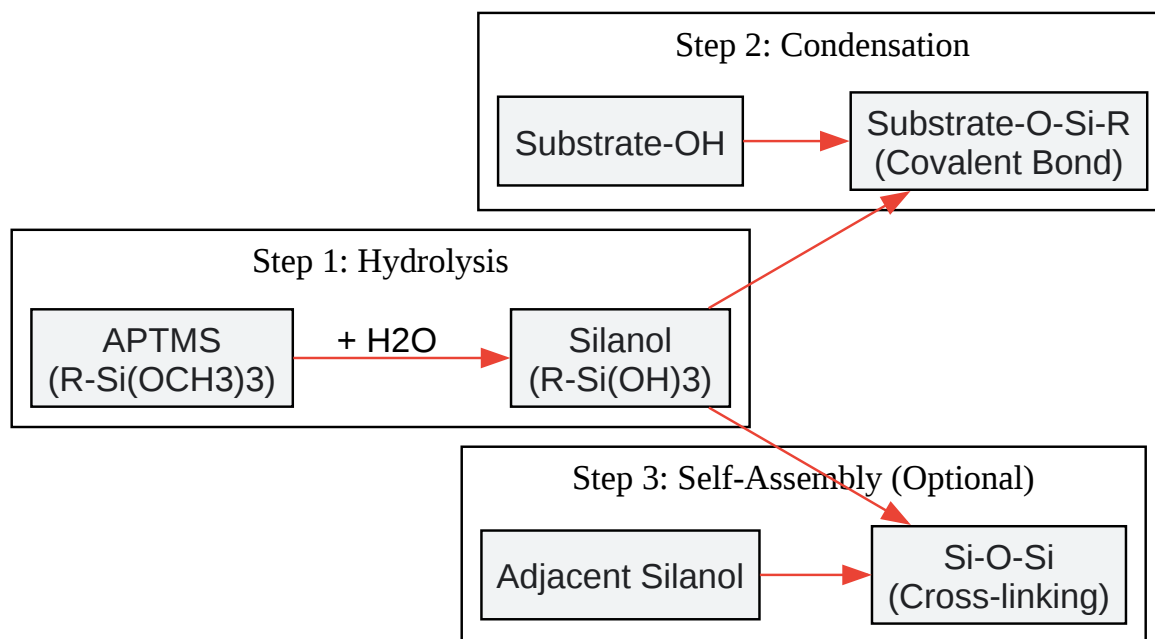 Step 2: Condensation
Substrate-OH
Substrate-O-Si-R
(Covalent Bond)
Step 1: Hydrolysis
APTMS
(R-Si(OCH3)3)
+ H2O
Silanol
(R-Si(OH)3)
Step 3: Self-Assembly (Optional)
Adjacent Silanol
Si-O-Si
(Cross-linking)